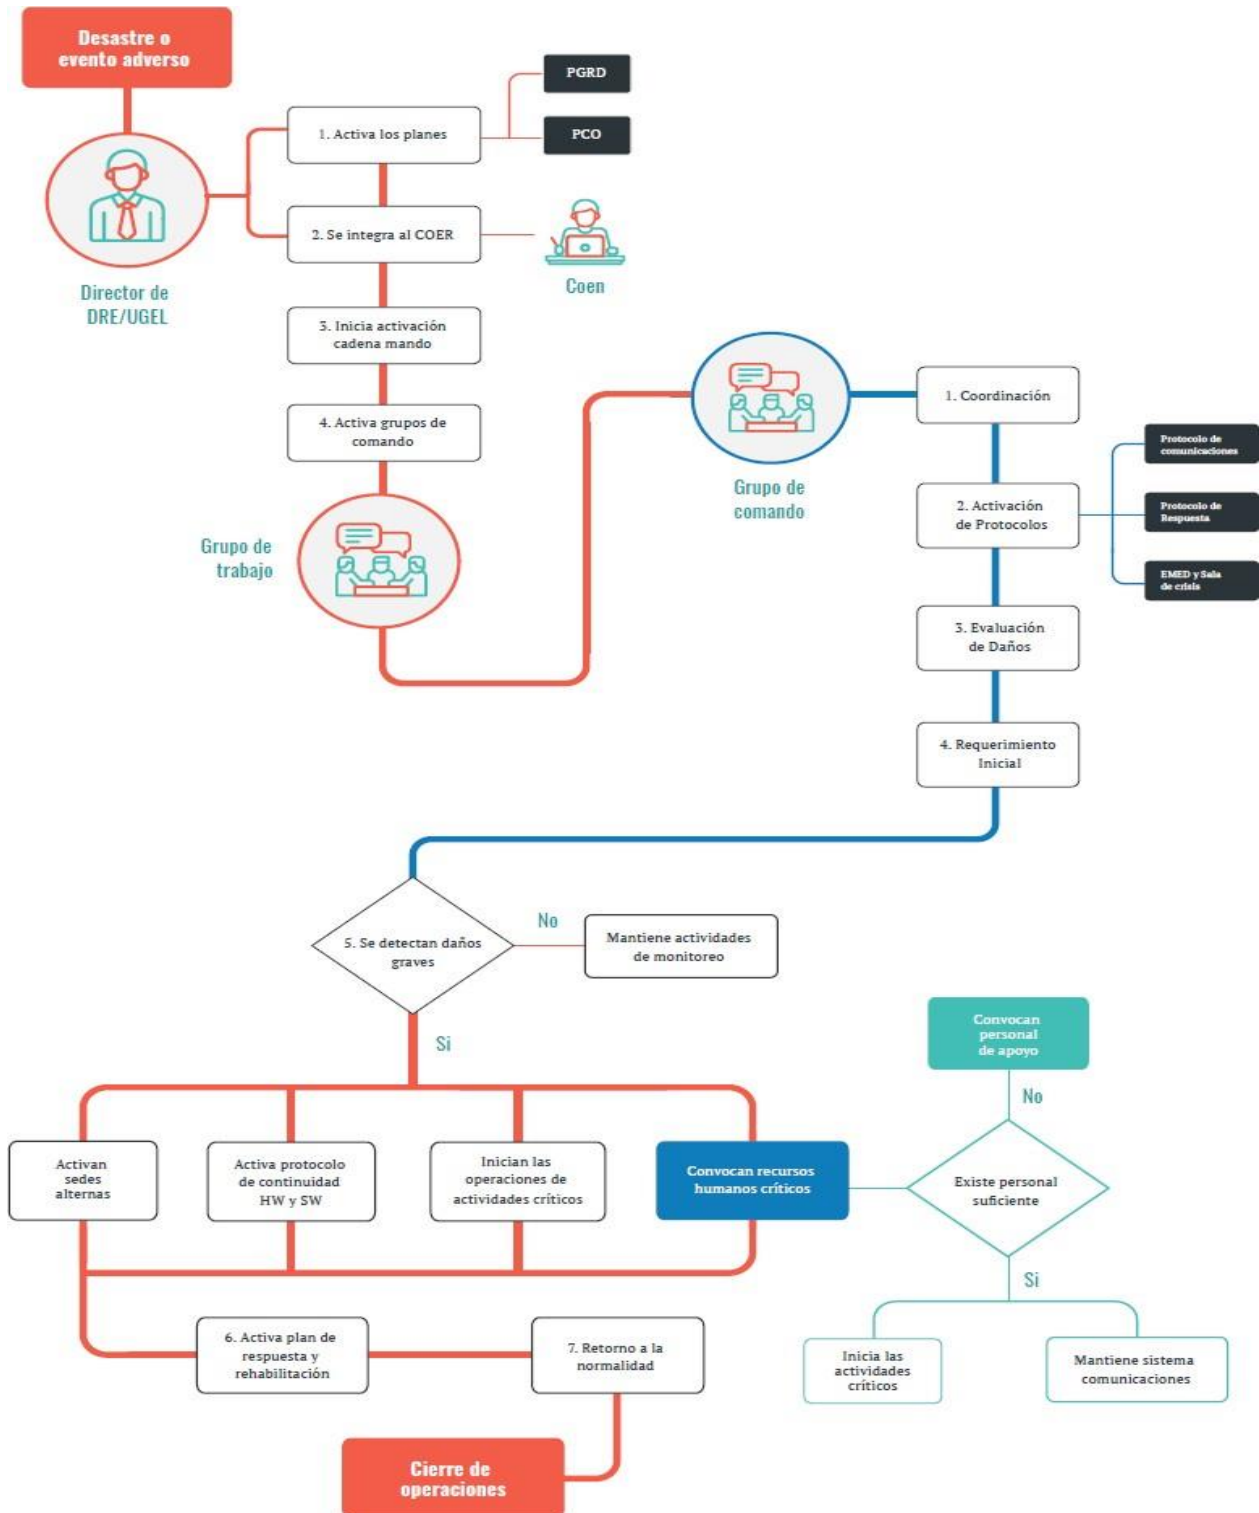 Desastre o
evento adverso
PGRD
1. Activa los planes
PCO
2. Se integra al COER
Coen
Director de
DRE/UGEL
3. Inicia activación
cadena mando
4. Activa grupos de
comando
Grupo de
trabajo
Grupo de
comando
1. Coordinación
Protocolo de
comunicaciones
2. Activación
de Protocolos
Protocolo de
Respuesta
EMED y Sala
de crisis
3. Evaluación
de Daños
4. Requerimiento
Inicial
5. Se detectan daños
graves
No
Mantiene actividades
de monitoreo
Si
Convocan
personal
de apoyo
No
Activan
sedes
alternas
Activa protocolo
de continuidad
HW y SW
Inician las
operaciones de
actividades críticos
Convocan recursos
humanos críticos
Existe personal
suficiente
Si
6. Activa plan de
respuesta y
rehabilitación
7. Retorno a la
normalidad
Inicia las
actividades
críticos
Mantiene sistema
comunicaciones
Cierre de
operaciones